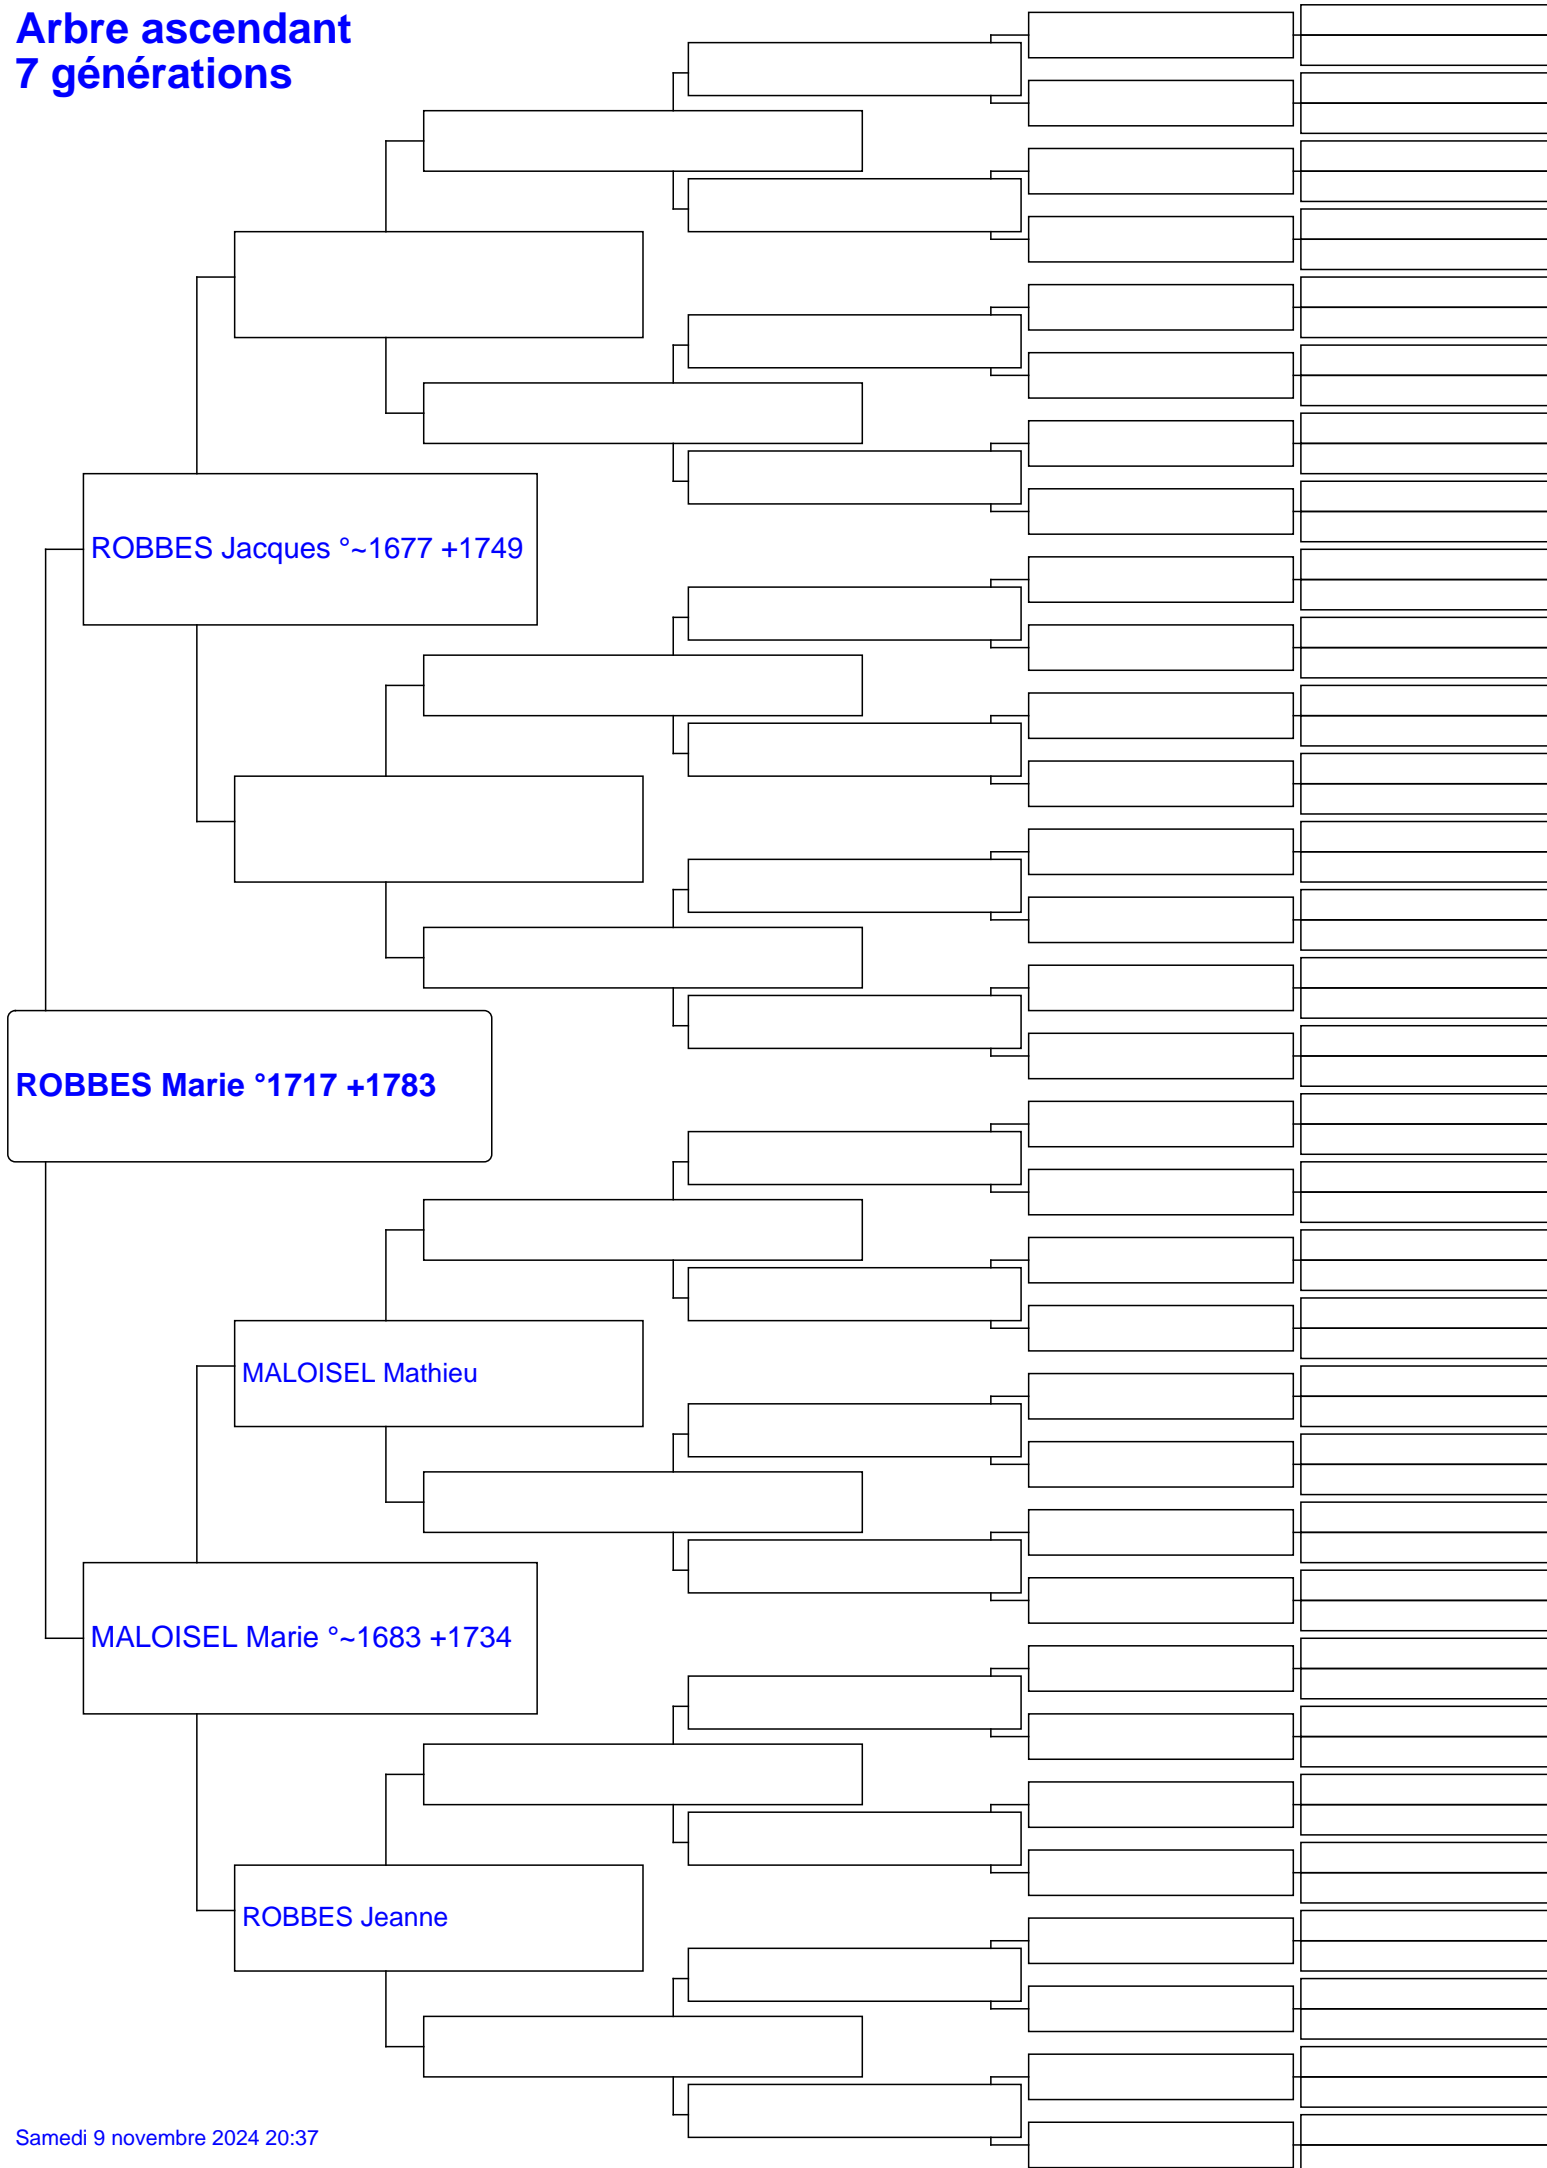 Arbre ascendant
7 générations
ROBBES Jacques °~1677 +1749
ROBBES Marie °1717 +1783
MALOISEL Mathieu
MALOISEL Marie °~1683 +1734
ROBBES Jeanne
Samedi 9 novembre 2024 20:37